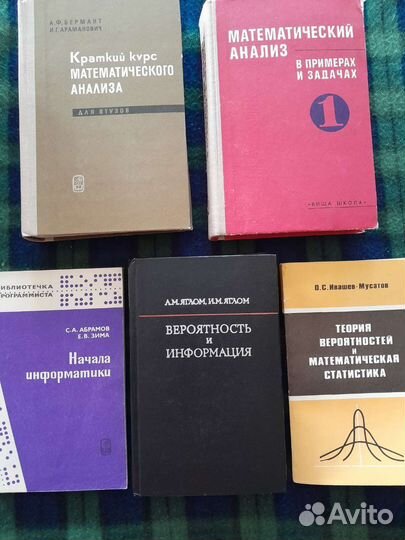 А.Ф.БЕРМАНТ
И.Г.АРАМАНОВИЧ
Краткий курс
МАТЕМАТИЧЕСКОГО
АНАЛИЗА
ДЛЯ ВТУЗОВ
МАТЕМАТИЧЕСКИЙ
АНАЛИЗ
В ПРИМЕРАХ
И ЗАДАЧАХ
1
«ВИЩА ШКОЛА»
БИБЛИОТЕЧКА
ПРОГРАММИСТА
С.А. АБРАМОВ
Е.В. ЗИМА
Начала
информатики
А.М.ЯГЛОМ, И.М.ЯГЛОМ
ВЕРОЯТНОСТЬ
И
ИНФОРМАЦИЯ
О.С.Ивашев-Мусатов
ТЕОРИЯ
ВЕРОЯТНОСТЕЙ
И
МАТЕМАТИЧЕСКАЯ
СТАТИСТИКА
Avito